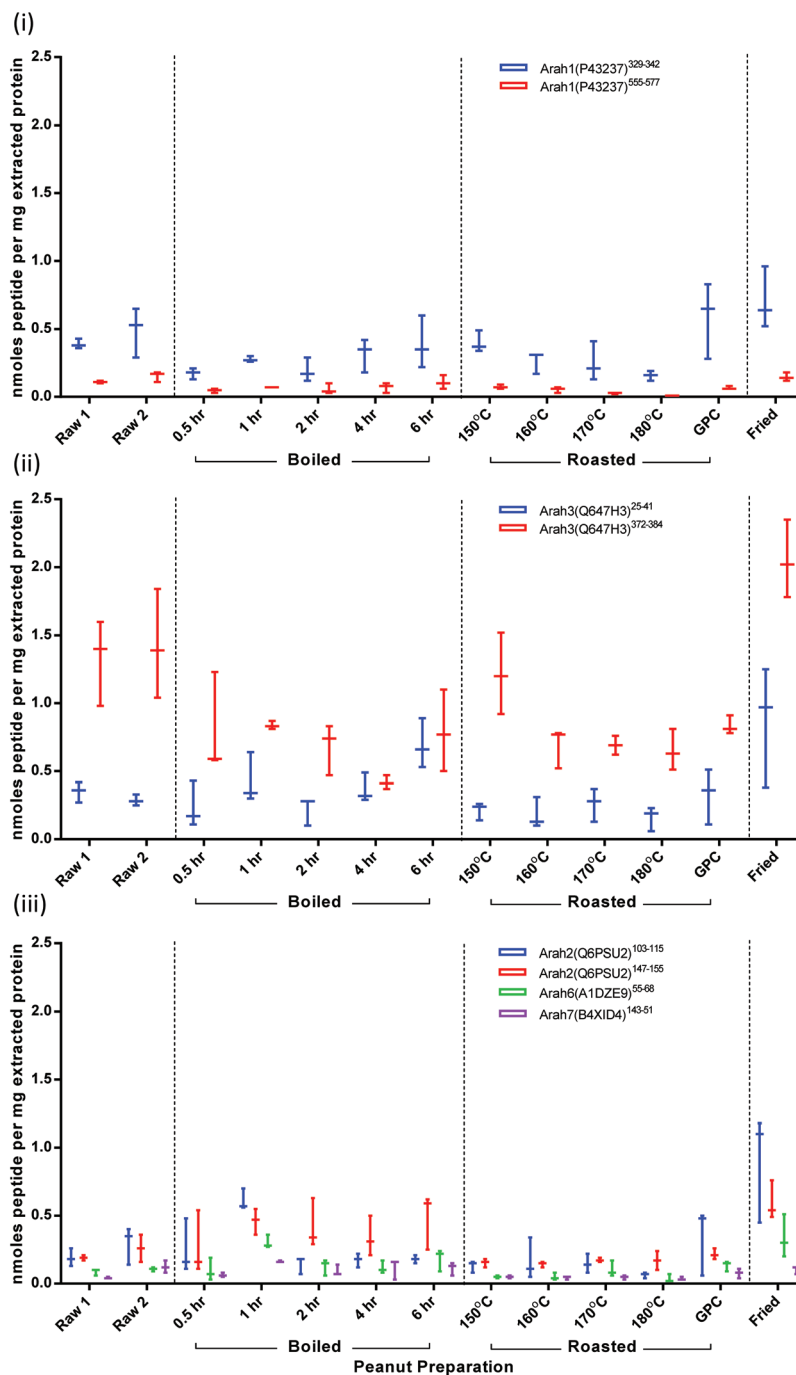 (i)
nmoles peptide per mg extracted protein
2.5
2.0
1.5
1.0
0.5
0.0
Arah1(P43237)329-342
Arah1(P43237)555-577
Raw 1
Raw 2
0.5 hr
1 hr
2 hr
4 hr
6 hr
150°C
160°C
170°C
180°C
GPC
Fried
Boiled
Roasted
(ii)
nmoles peptide per mg extracted protein
2.5
2.0
1.5
1.0
0.5
0.0
Arah3(Q647H3)25-41
Arah3(Q647H3)372-384
Raw 1
Raw 2
0.5 hr
1 hr
2 hr
4 hr
6 hr
150°C
160°C
170°C
180°C
GPC
Fried
Boiled
Roasted
(iii)
nmoles peptide per mg extracted protein
2.5
2.0
1.5
1.0
0.5
0.0
Arah2(Q6PSU2)103-115
Arah2(Q6PSU2)147-155
Arah6(A1DZE9)55-68
Arah7(B4XID4)143-51
Raw 1
Raw 2
0.5 hr
1 hr
2 hr
4 hr
6 hr
150°C
160°C
170°C
180°C
GPC
Fried
Boiled
Roasted
Peanut Preparation